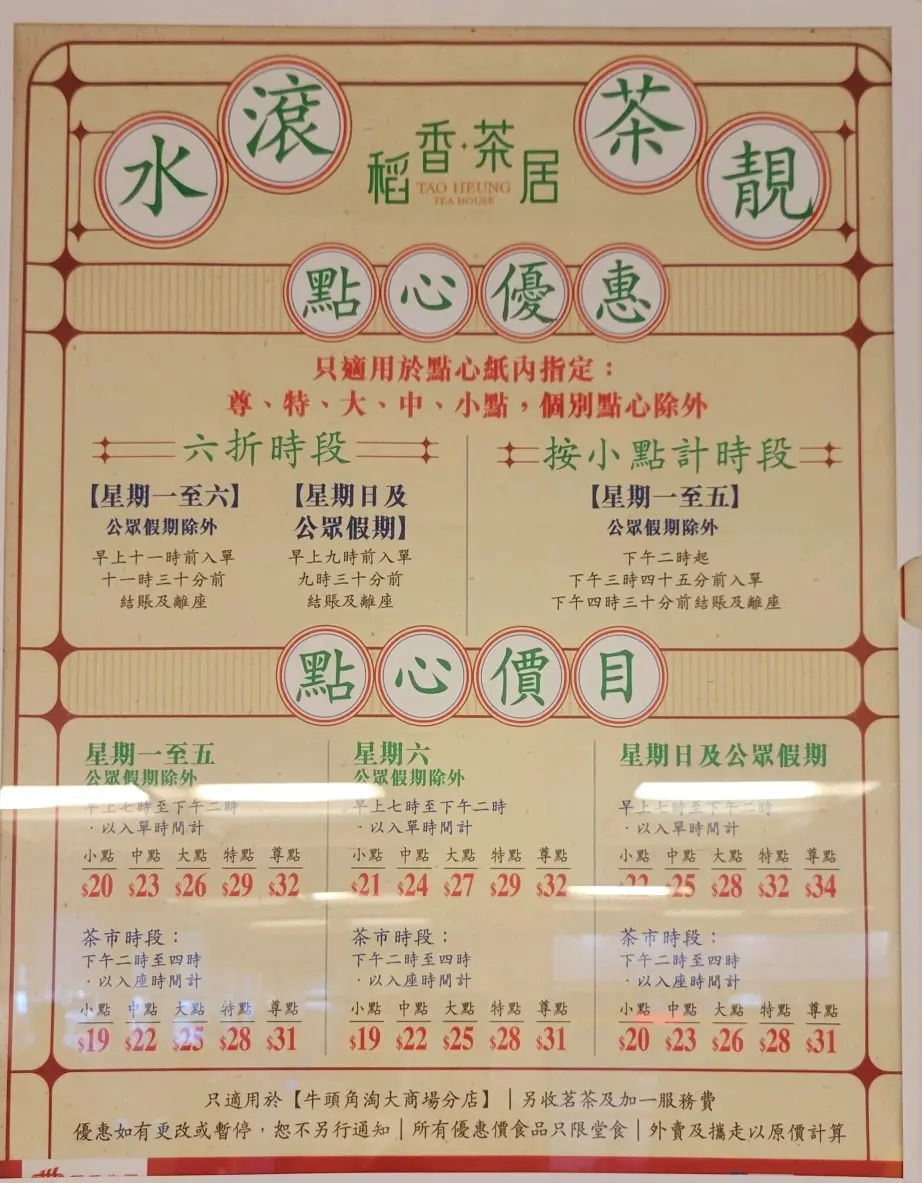 水滾茶靚
稻香·茶居
TAO HEUNG
TEA HOUSE
點心優惠
只適用於點心紙內指定：
尊、特、大、中、小點，個別點心除外
六折時段
【星期一至六】
公眾假期除外
早上十一時前入單
十一時三十分前
結賬及離座
【星期日及
公眾假期】
早上九時前入單
九時三十分前
結賬及離座
按小點計時段
【星期一至五】
公眾假期除外
下午二時起
下午三時四十五分前入單
下午四時三十分前結賬及離座
點心價目
星期一至五
公眾假期除外
早上七時至下午二時
·以入單時間計
小點 中點 大點 特點 尊點
$20 $23 $26 $29 $32
茶市時段：
下午二時至四時
·以入座時間計
小點 中點 大點 特點 尊點
$19 $22 $25 $28 $31
星期六
公眾假期除外
早上七時至下午二時
·以入單時間計
小點 中點 大點 特點 尊點
$21 $24 $27 $29 $32
茶市時段：
下午二時至四時
·以入座時間計
小點 中點 大點 特點 尊點
$19 $22 $25 $28 $31
星期日及公眾假期
早上七時至下午二時
·以入單時間計
小點 中點 大點 特點 尊點
$22 $25 $28 $32 $34
茶市時段：
下午二時至四時
·以入座時間計
小點 中點 大點 特點 尊點
$20 $23 $26 $28 $31
只適用於【牛頭角淘大商場分店】｜另收茗茶及加一服務費
優惠如有更改或暫停，恕不另行通知｜所有優惠價食品只限堂食｜外賣及攜走以原價計算